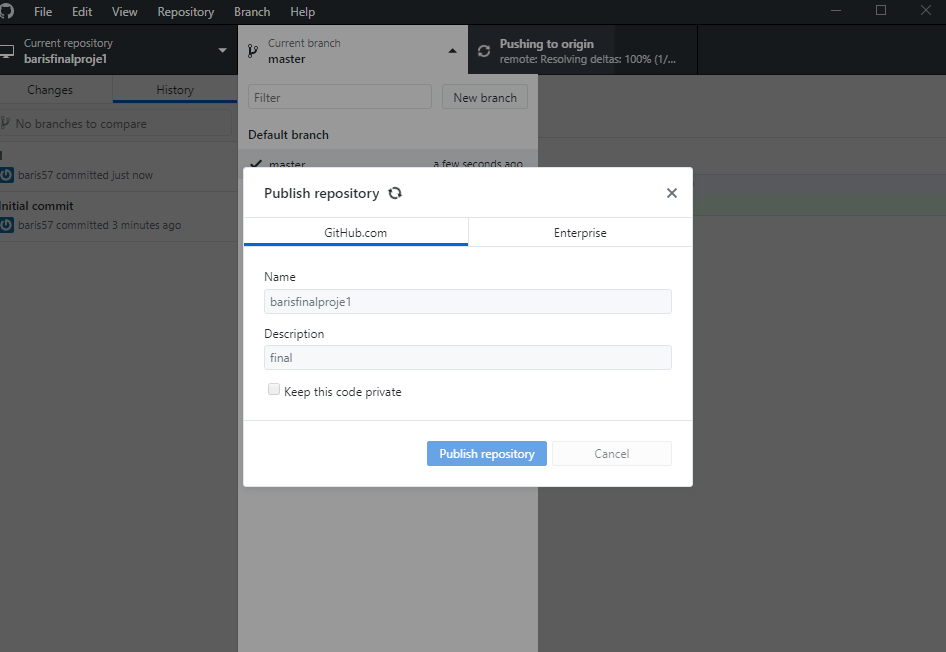 File Edit View Repository Branch Help
Current repository
barisfinalproje1
Current branch
master
Pushing to origin
remote: Resolving deltas: 100% (1/...
Changes History
Filter
New branch
No branches to compare
Default branch
master a few seconds ago
baris57 committed just now
Initial commit
baris57 committed 3 minutes ago
Publish repository
GitHub.com Enterprise
Name
barisfinalproje1
Description
final
Keep this code private
Publish repository Cancel